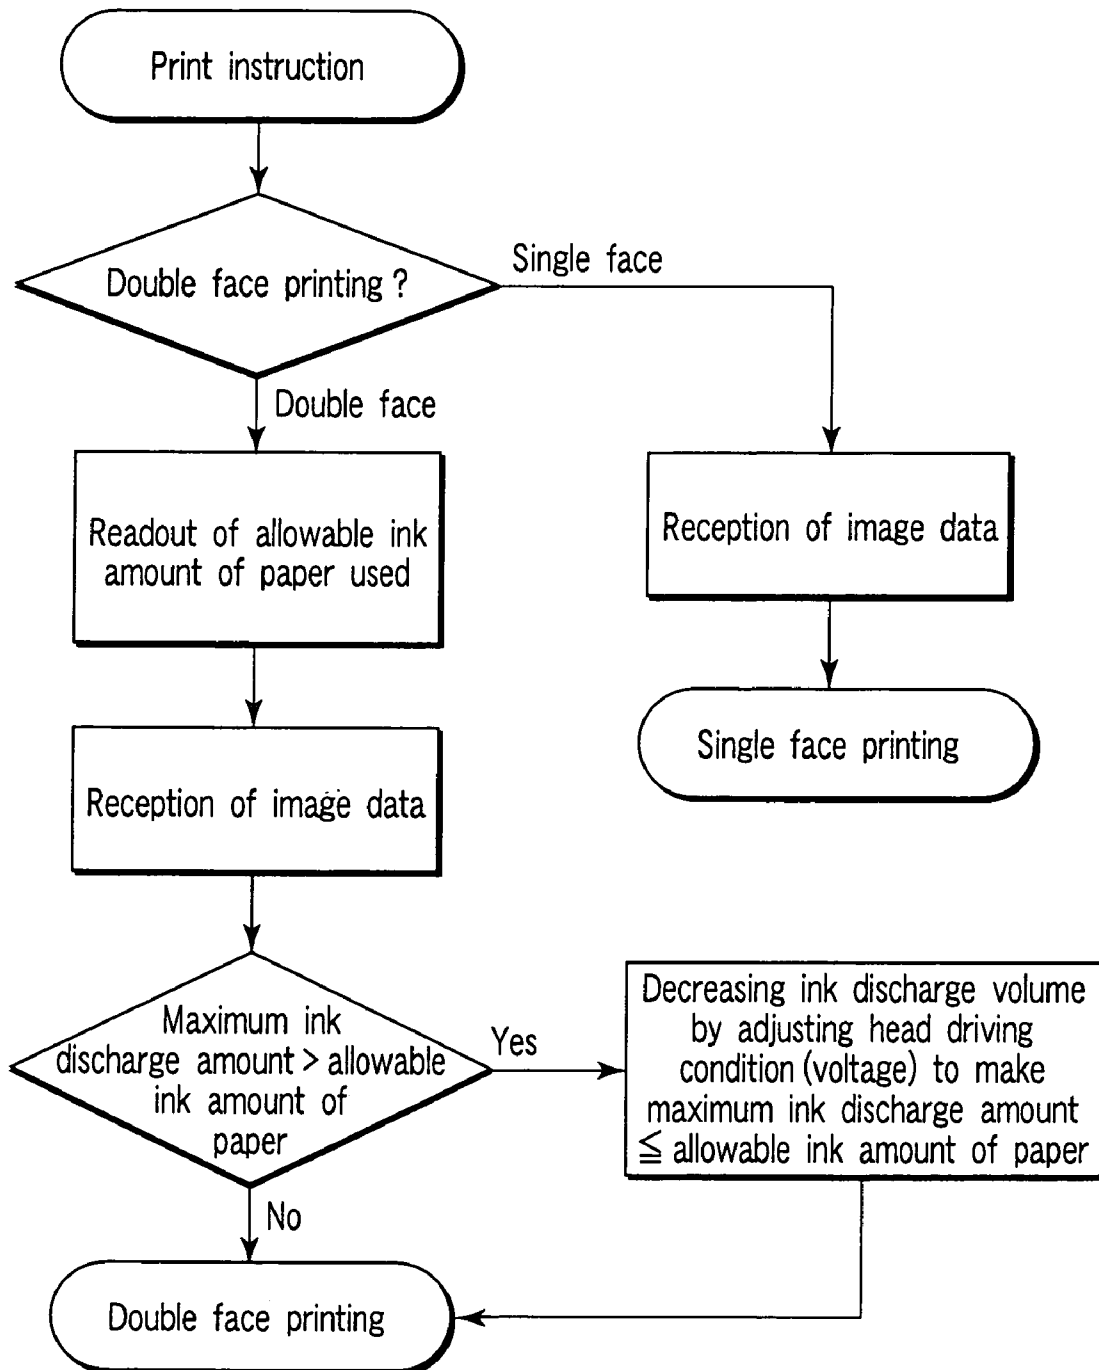 Print instruction
Double face printing ?
Single face
Double face
Readout of allowable ink
amount of paper used
Reception of image data
Reception of image data
Single face printing
Maximum ink
discharge amount > allowable
ink amount of
paper
Yes
Decreasing ink discharge volume
by adjusting head driving
condition (voltage) to make
maximum ink discharge amount
≦ allowable ink amount of paper
No
Double face printing